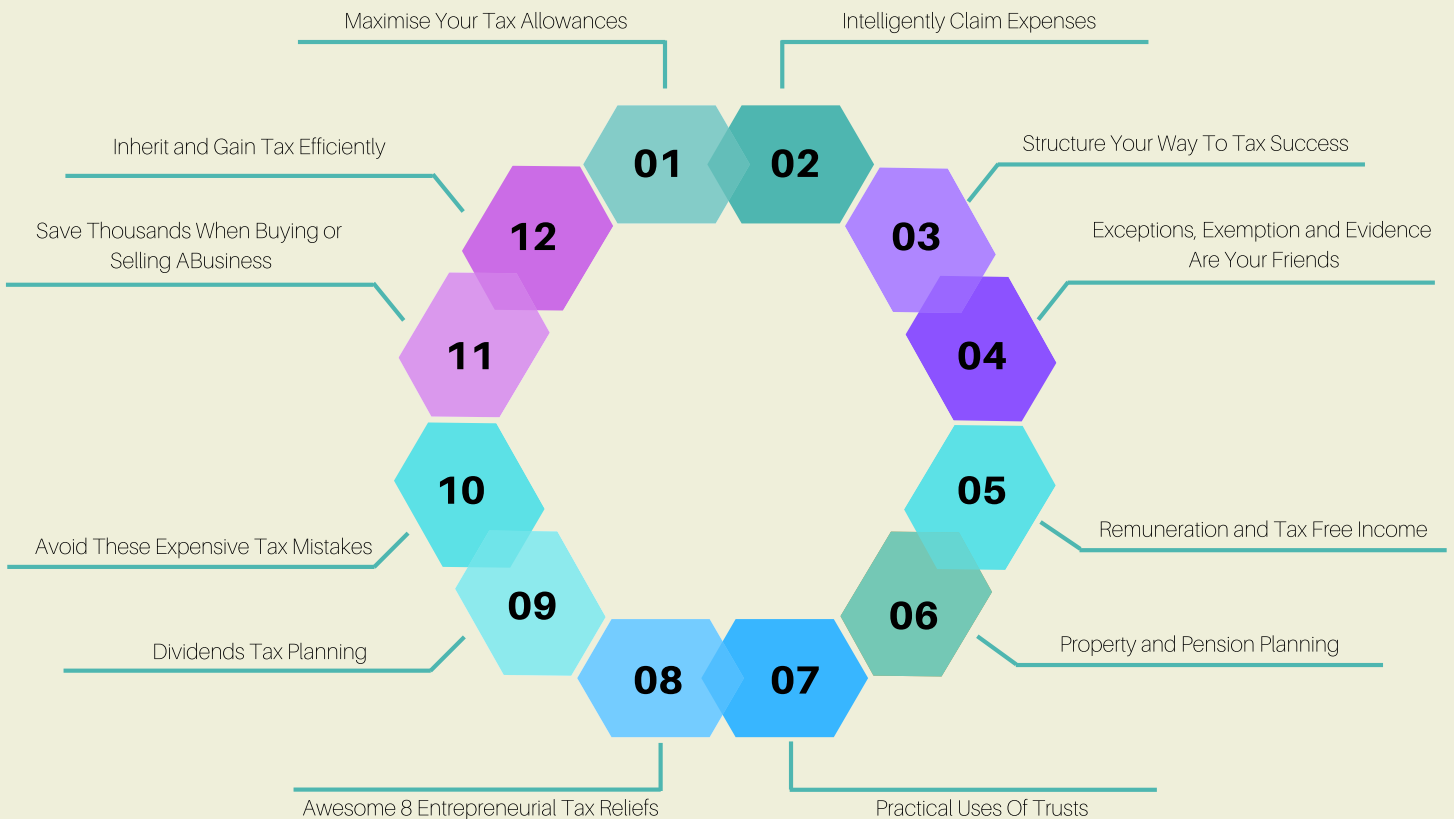 Maximise Your Tax Allowances
Intelligently Claim Expenses
01
02
Structure Your Way To Tax Success
03
Exceptions, Exemption and Evidence
Are Your Friends
04
05
Remuneration and Tax Free Income
06
Property and Pension Planning
07
Practical Uses Of Trusts
08
Awesome 8 Entrepreneurial Tax Reliefs
09
Dividends Tax Planning
10
Avoid These Expensive Tax Mistakes
11
Save Thousands When Buying or
Selling ABusiness
12
Inherit and Gain Tax Efficiently